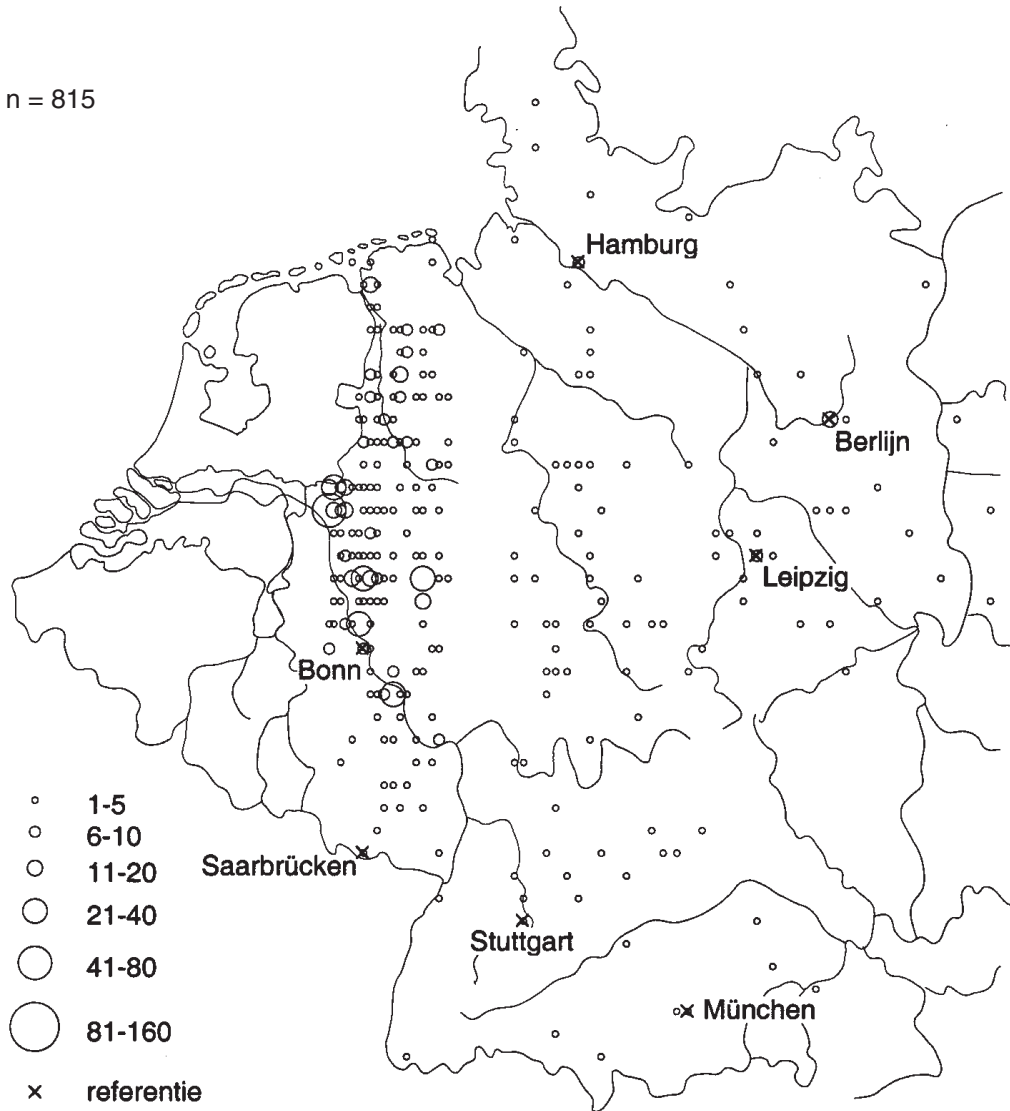 n = 815
Hamburg
Berlijn
Leipzig
Bonn
Saarbrücken
Stuttgart
München
1-5
6-10
11-20
21-40
41-80
81-160
referentie